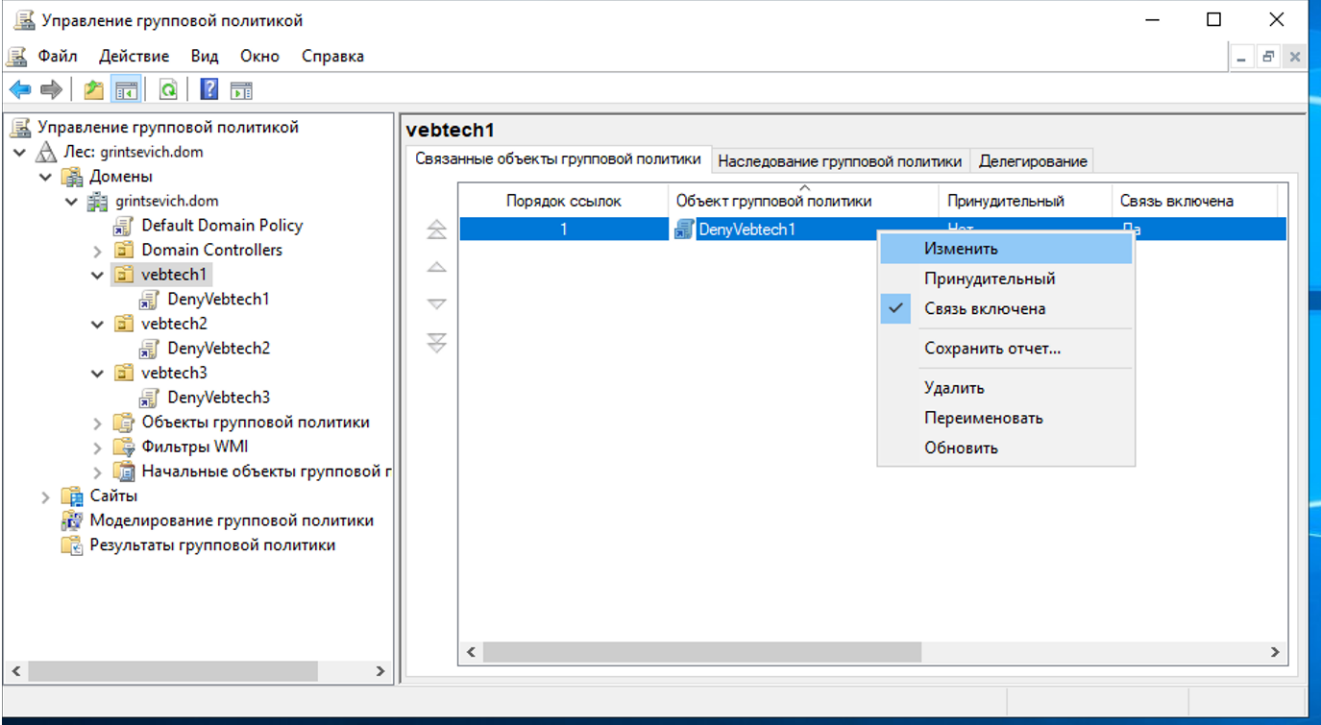 Управление групповой политикой
Файл Действие Вид Окно Справка
Управление групповой политикой
Лес: grintsevich.dom
Домены
grintsevich.dom
Default Domain Policy
Domain Controllers
vebtech1
DenyVebtech1
vebtech2
DenyVebtech2
vebtech3
DenyVebtech3
Объекты групповой политики
Фильтры WMI
Начальные объекты групповой г
Сайты
Моделирование групповой политики
Результаты групповой политики
vebtech1
Связанные объекты групповой политики Наследование групповой политики Делегирование
Порядок ссылок Объект групповой политики Принудительный Связь включена
1 DenyVebtech1 Нет Да
Изменить
Принудительный
Связь включена
Сохранить отчет...
Удалить
Переименовать
Обновить